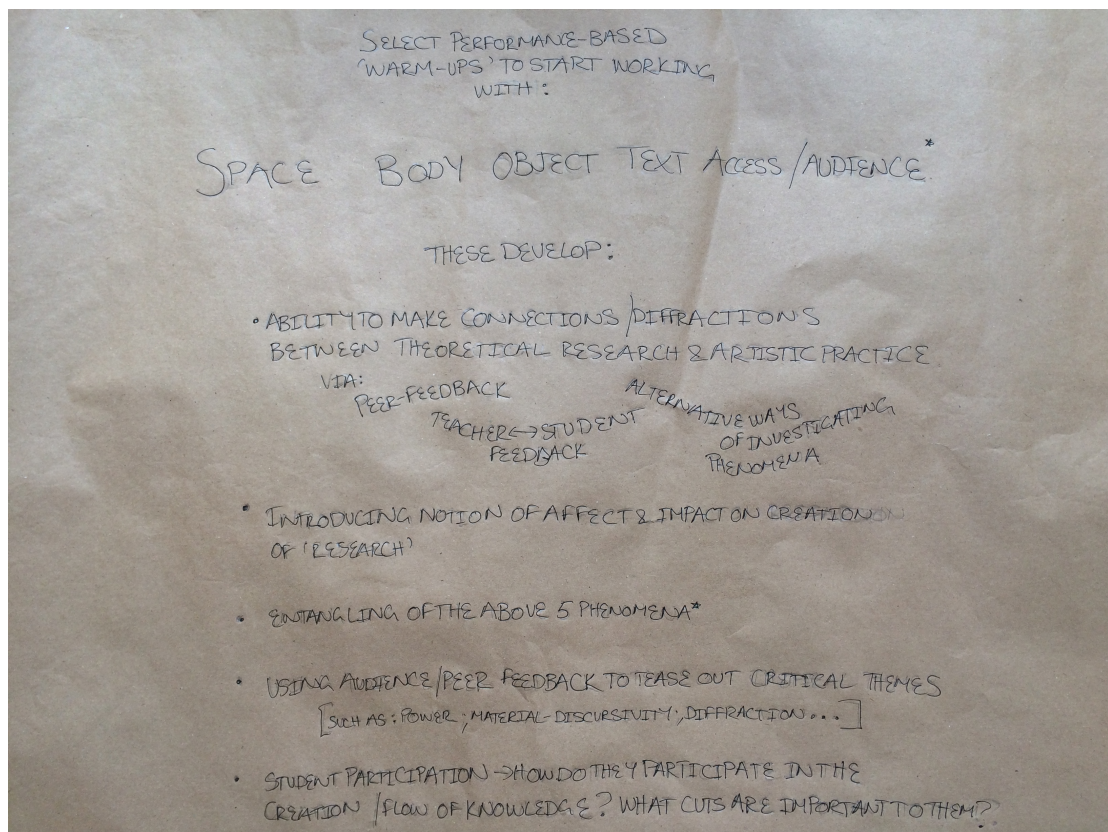 SELECT PERFORMANCE-BASED
'WARM-UPS' TO START WORKING
WITH:
SPACE BODY OBJECT TEXT ACCESS/AUDIENCE*
THESE DEVELOP:
• ABILITY TO MAKE CONNECTIONS/DIFFRACTIONS
BETWEEN THEORETICAL RESEARCH & ARTISTIC PRACTICE
VIA:
PEER-FEEDBACK
TEACHER↔STUDENT
FEEDBACK
ALTERNATIVE WAYS
OF INVESTIGATING
PHENOMENA
• INTRODUCING NOTION OF AFFECT & IMPACT ON CREATION
OF 'RESEARCH'
• ENTANGLING OF THE ABOVE 5 PHENOMENA*
• USING AUDIENCE/PEER FEEDBACK TO TEASE OUT CRITICAL THEMES
[SUCH AS: POWER; MATERIAL-DISCURSIVITY; DIFFRACTION...]
• STUDENT PARTICIPATION → HOW DO THEY PARTICIPATE IN THE
CREATION/FLOW OF KNOWLEDGE? WHAT CUTS ARE IMPORTANT TO THEM?